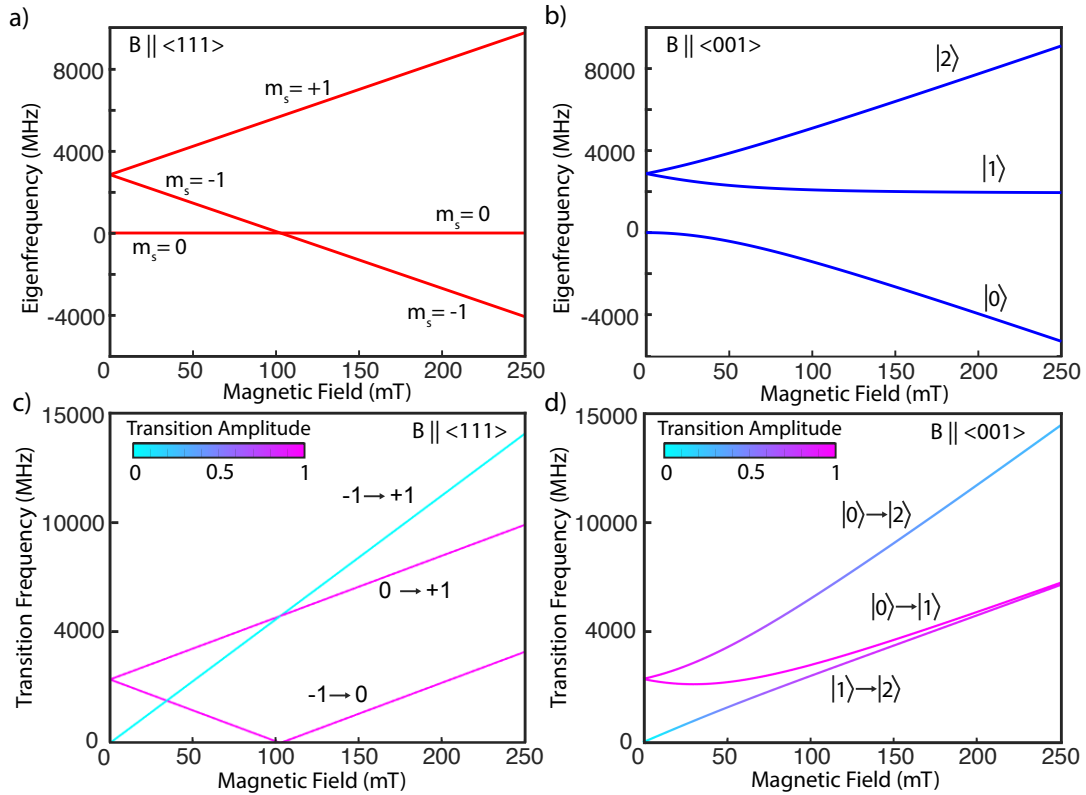 a)
B || <111>
8000
4000
0
-4000
Eigenfrequency (MHz)
m_s= +1
m_s= -1
m_s= 0
m_s= 0
m_s= -1
0 50 100 150 200 250
Magnetic Field (mT)
b)
B || <001>
8000
4000
0
-4000
Eigenfrequency (MHz)
|2⟩
|1⟩
|0⟩
0 50 100 150 200 250
Magnetic Field (mT)
c)
15000
10000
4000
0
Transition Frequency (MHz)
Transition Amplitude
0 0.5 1
B || <111>
-1→+1
0 →+1
-1→0
0 50 100 150 200 250
Magnetic Field (mT)
d)
15000
10000
4000
0
Transition Frequency (MHz)
Transition Amplitude
0 0.5 1
B || <001>
|0⟩→|2⟩
|0⟩→|1⟩
|1⟩→|2⟩
0 50 100 150 200 250
Magnetic Field (mT)